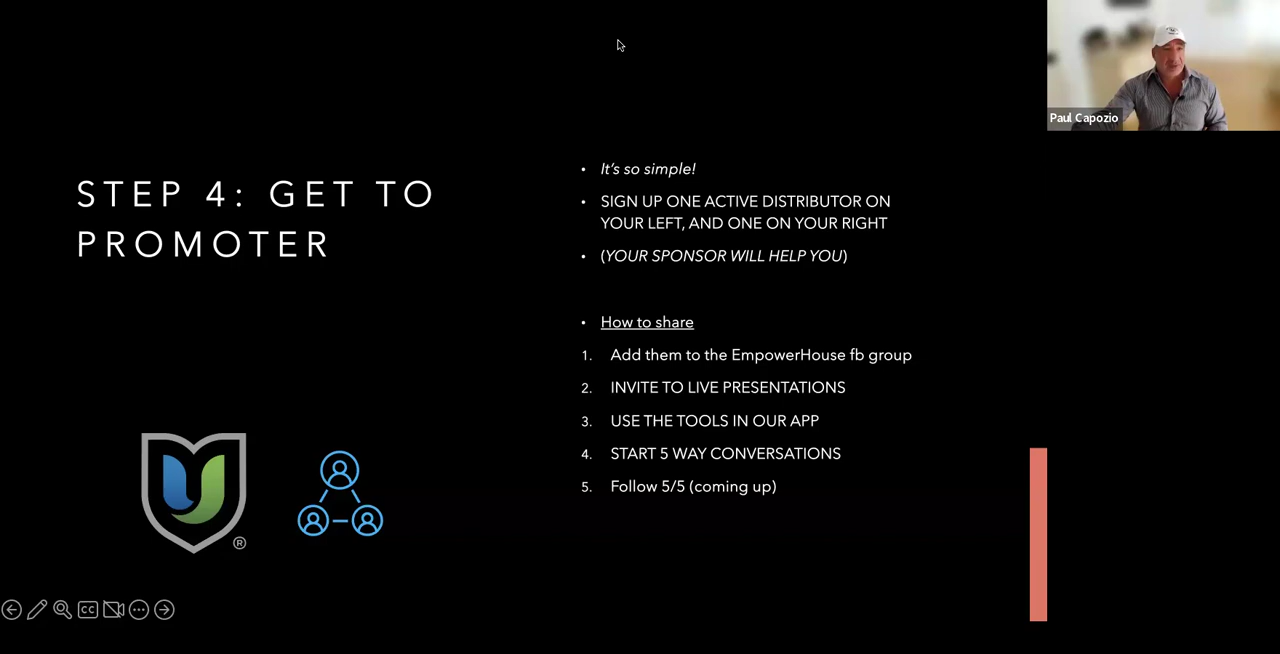 Paul Capozio
STEP 4: GET TO
PROMOTER
• It's so simple!
• SIGN UP ONE ACTIVE DISTRIBUTOR ON
YOUR LEFT, AND ONE ON YOUR RIGHT
• (YOUR SPONSOR WILL HELP YOU)
• How to share
1. Add them to the EmpowerHouse fb group
2. INVITE TO LIVE PRESENTATIONS
3. USE THE TOOLS IN OUR APP
4. START 5 WAY CONVERSATIONS
5. Follow 5/5 (coming up)
®
CC